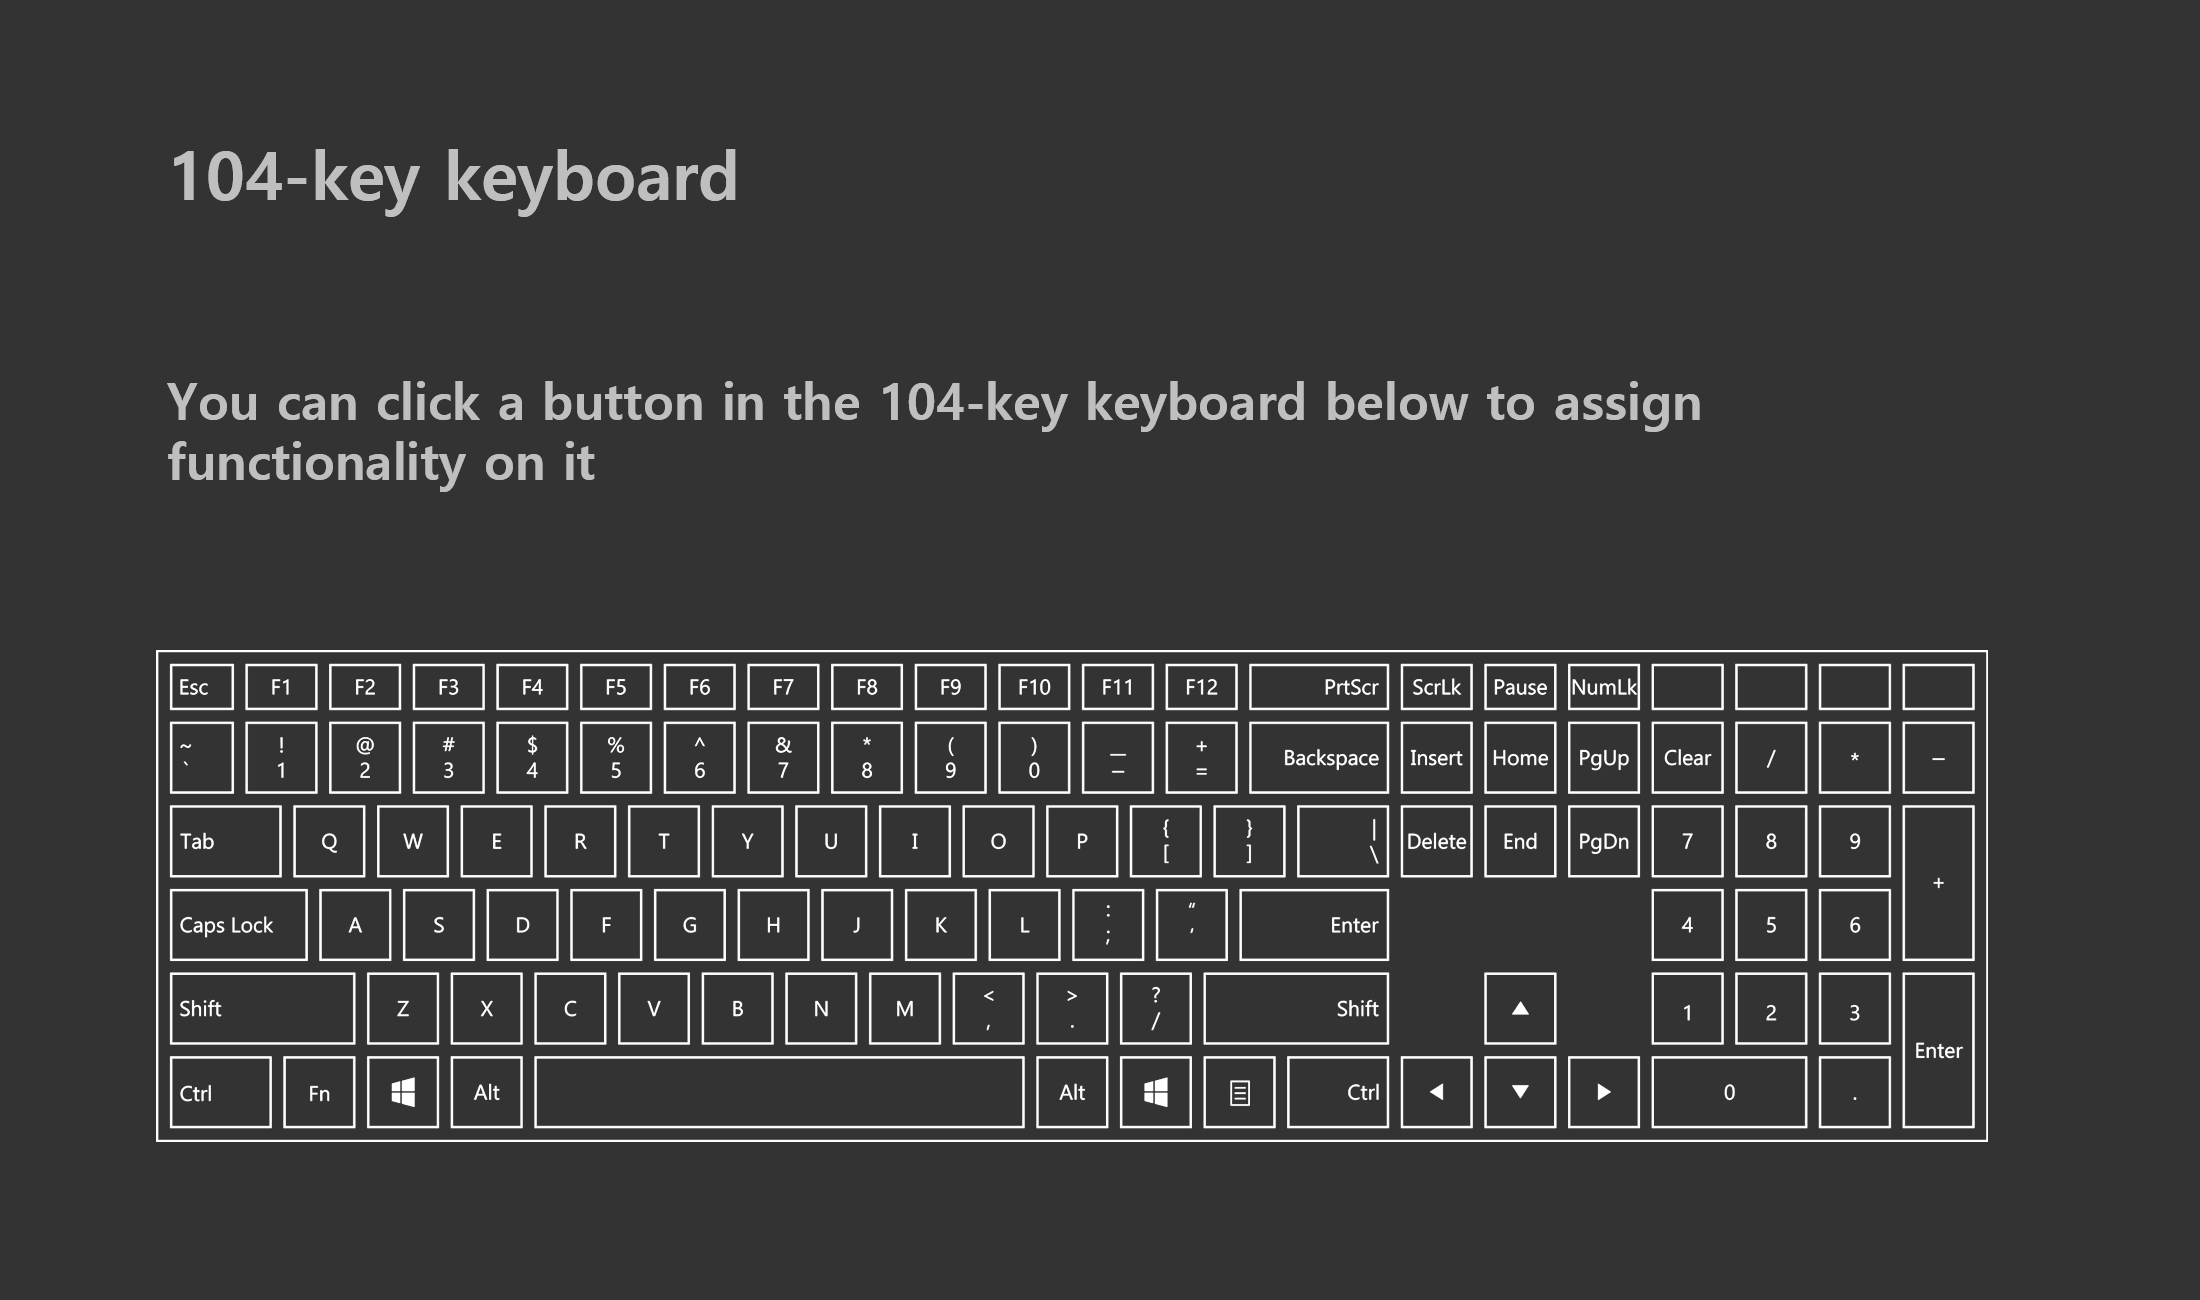 104-key keyboard
You can click a button in the 104-key keyboard below to assign
functionality on it
Esc F1 F2 F3 F4 F5 F6 F7 F8 F9 F10 F11 F12 PrtScr ScrLk Pause NumLk
~ ! @ # $ % ^ & * ( ) __ +
` 1 2 3 4 5 6 7 8 9 0 – = Backspace Insert Home PgUp Clear / * –
Tab Q W E R T Y U I O P { } |
[ ] \ Delete End PgDn 7 8 9
+
Caps Lock A S D F G H J K L : “
; ‘ Enter 4 5 6
Shift Z X C V B N M < > ?
, . / Shift ▲ 1 2 3
Enter
Ctrl Fn Alt Alt Ctrl ◀ ▼ ▶ 0 .